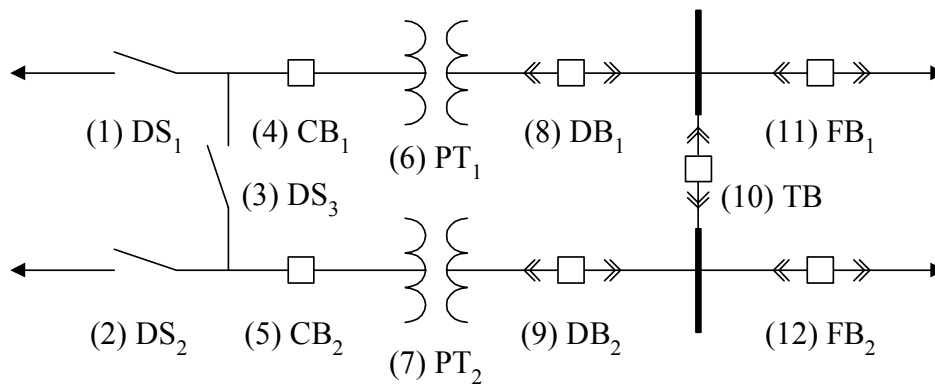 (1) DS₁
(4) CB₁
(6) PT₁
(8) DB₁
(11) FB₁
(3) DS₃
(10) TB
(2) DS₂
(5) CB₂
(7) PT₂
(9) DB₂
(12) FB₂